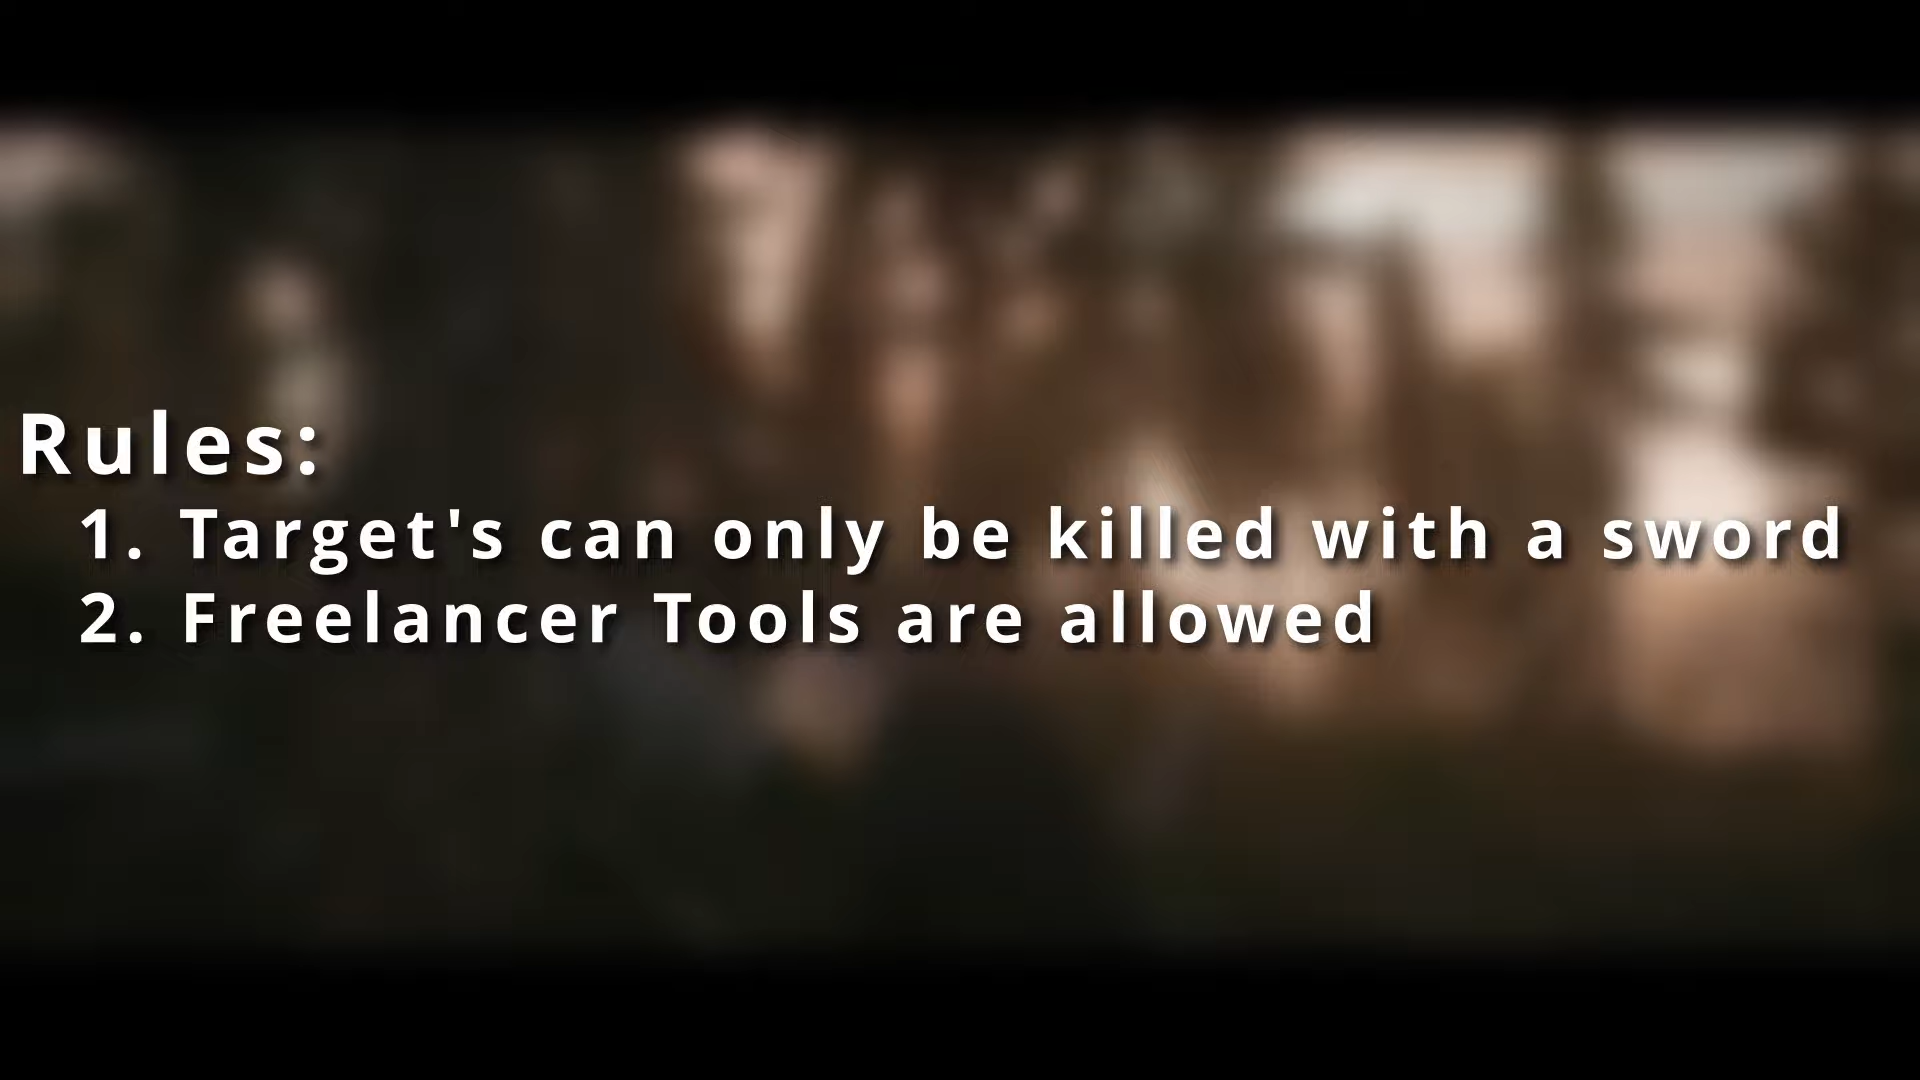 Rules:
1. Target's can only be killed with a sword
2. Freelancer Tools are allowed